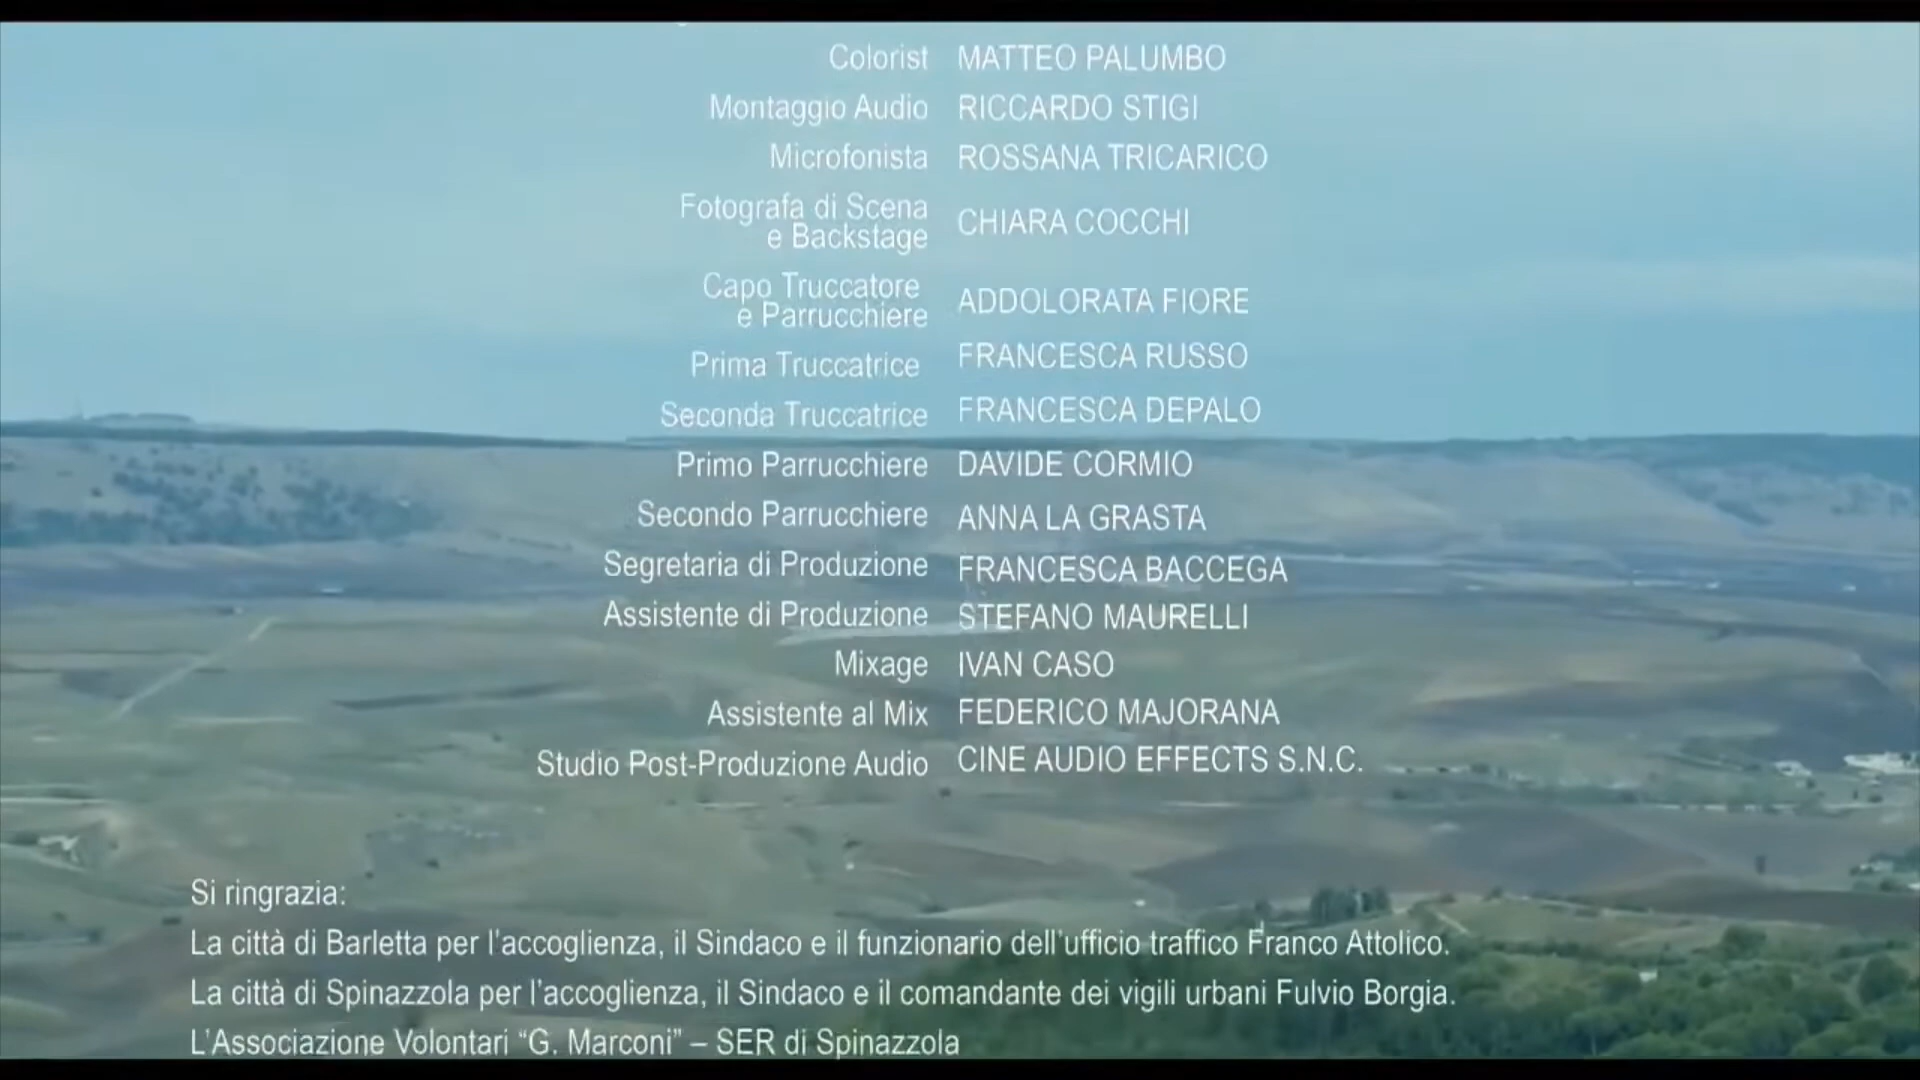 Colorist MATTEO PALUMBO
Montaggio Audio RICCARDO STIGI
Microfonista ROSSANA TRICARICO
Fotografa di Scena
e Backstage CHIARA COCCHI
Capo Truccatore
e Parrucchiere ADDOLORATA FIORE
Prima Truccatrice FRANCESCA RUSSO
Seconda Truccatrice FRANCESCA DEPALO
Primo Parrucchiere DAVIDE CORMIO
Secondo Parrucchiere ANNA LA GRASTA
Segretaria di Produzione FRANCESCA BACCEGA
Assistente di Produzione STEFANO MAURELLI
Mixage IVAN CASO
Assistente al Mix FEDERICO MAJORANA
Studio Post-Produzione Audio CINE AUDIO EFFECTS S.N.C.
Si ringrazia:
La città di Barletta per l'accoglienza, il Sindaco e il funzionario dell'ufficio traffico Franco Attolico.
La città di Spinazzola per l'accoglienza, il Sindaco e il comandante dei vigili urbani Fulvio Borgia.
L'Associazione Volontari “G. Marconi” – SER di Spinazzola